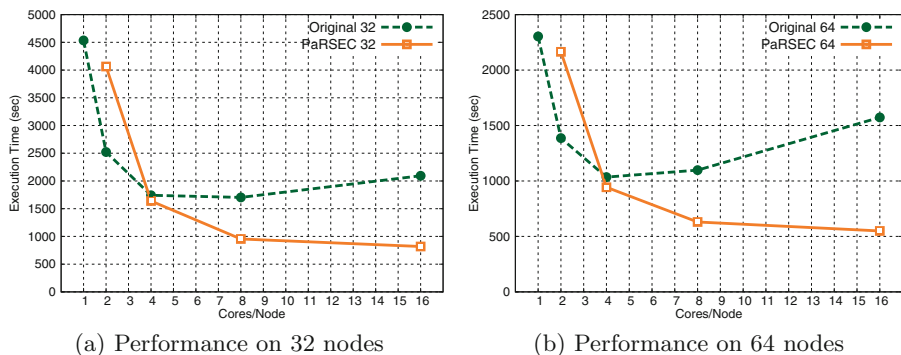 5000
4500
4000
3500
3000
2500
2000
1500
1000
500
0
Execution Time (sec)
Original 32
PaRSEC 32
1 2 3 4 5 6 7 8 9 10 11 12 13 14 15 16
Cores/Node
(a) Performance on 32 nodes
2500
2000
1500
1000
500
0
Execution Time (sec)
Original 64
PaRSEC 64
1 2 3 4 5 6 7 8 9 10 11 12 13 14 15 16
Cores/Node
(b) Performance on 64 nodes